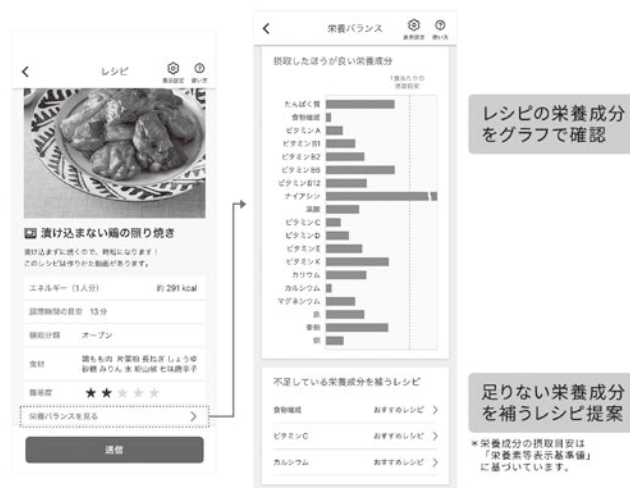 レシピ
表示設定
使い方
漬け込まない鶏の照り焼き
漬け込まずに焼くので、時短になります！
このレシピは作りかた動画があります。
エネルギー（1人分） 約 291 kcal
調理時間の目安 13分
機能分類 オーブン
食材 鶏もも肉 片栗粉 長ねぎ しょうゆ
砂糖 みりん 水 粉山椒 七味唐辛子
難易度
栄養バランスを見る
送信
栄養バランス
表示設定
使い方
摂取したほうが良い栄養成分
1食あたりの
摂取目安
たんぱく質
食物繊維
ビタミンA
ビタミンB1
ビタミンB2
ビタミンB6
ビタミンB12
ナイアシン
葉酸
ビタミンC
ビタミンD
ビタミンE
ビタミンK
カリウム
カルシウム
マグネシウム
鉄
亜鉛
銅
不足している栄養成分を補うレシピ
食物繊維 おすすめレシピ
ビタミンC おすすめレシピ
カルシウム おすすめレシピ
レシピの栄養成分
をグラフで確認
足りない栄養成分
を補うレシピ提案
＊栄養成分の摂取目安は
「栄養素等表示基準値」
に基づいています。